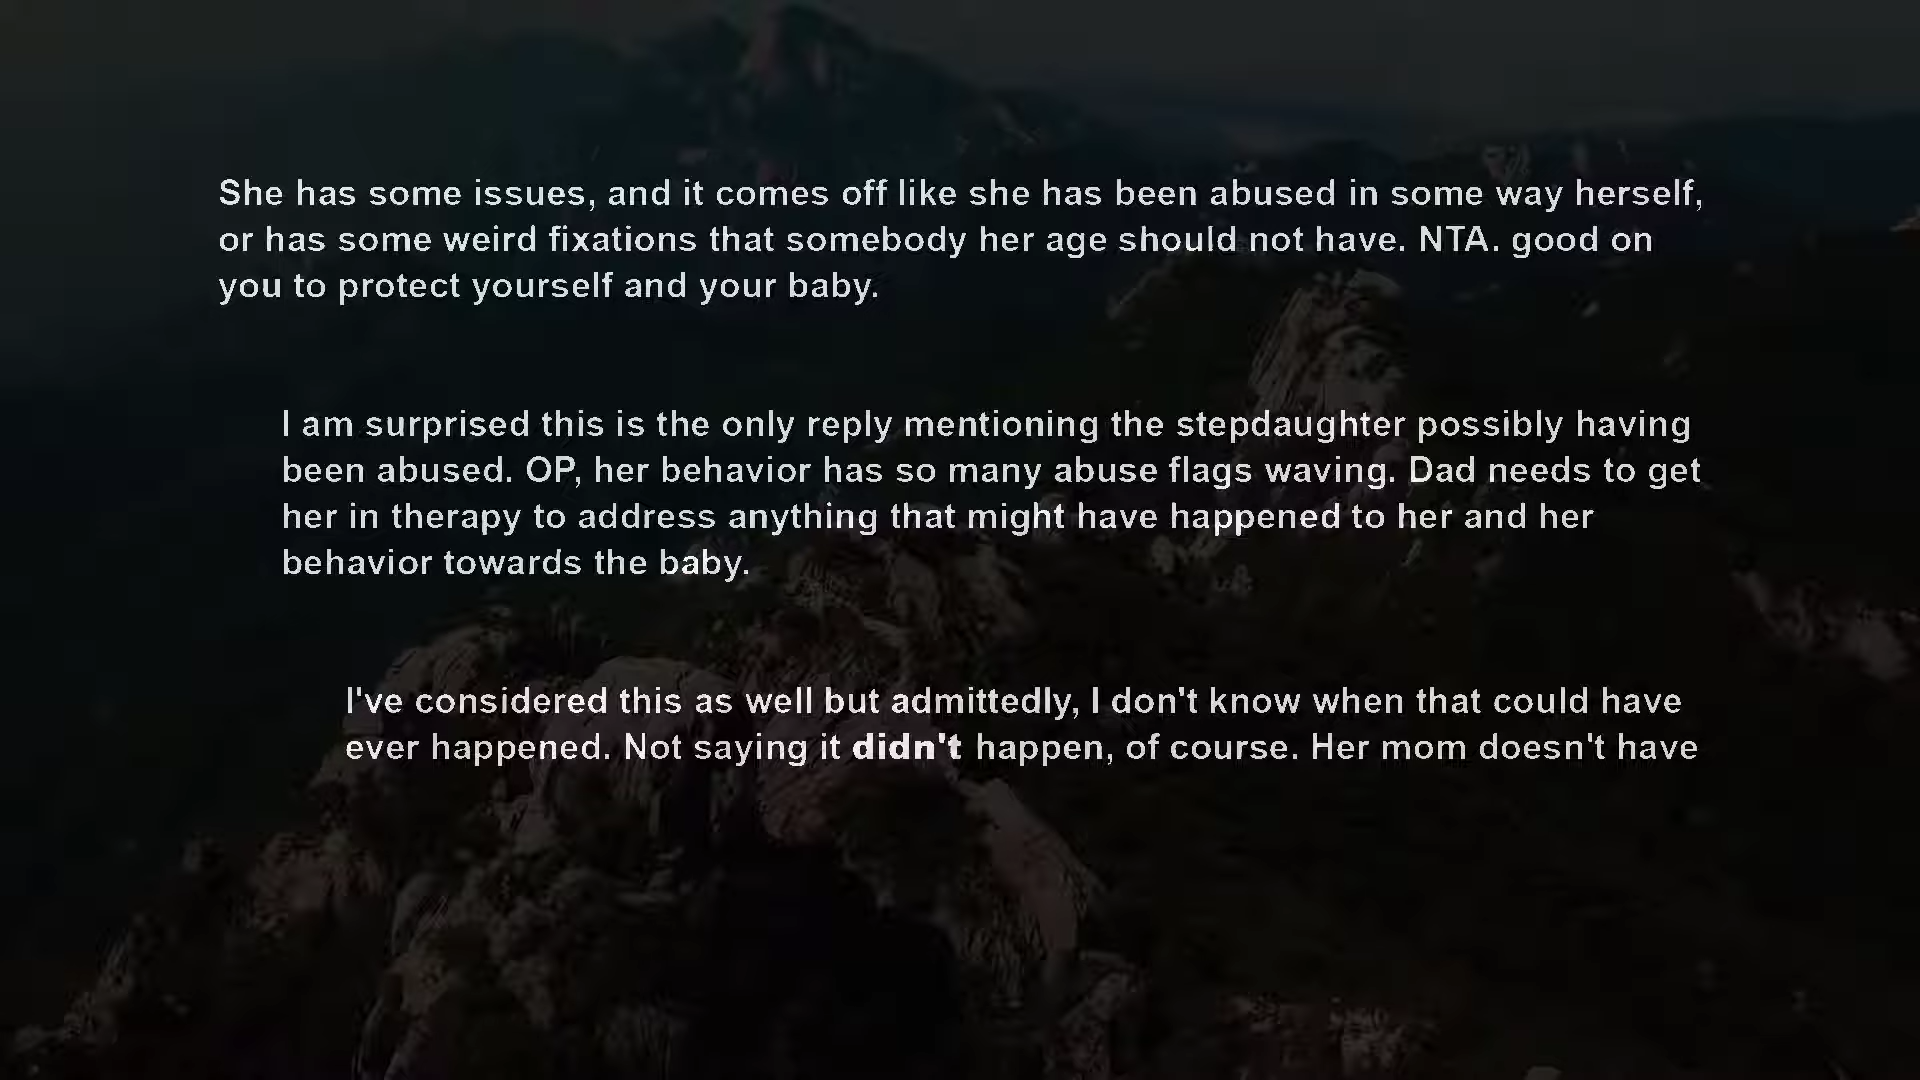 She has some issues, and it comes off like she has been abused in some way herself,
or has some weird fixations that somebody her age should not have. NTA. good on
you to protect yourself and your baby.
I am surprised this is the only reply mentioning the stepdaughter possibly having
been abused. OP, her behavior has so many abuse flags waving. Dad needs to get
her in therapy to address anything that might have happened to her and her
behavior towards the baby.
I've considered this as well but admittedly, I don't know when that could have
ever happened. Not saying it didn't happen, of course. Her mom doesn't have